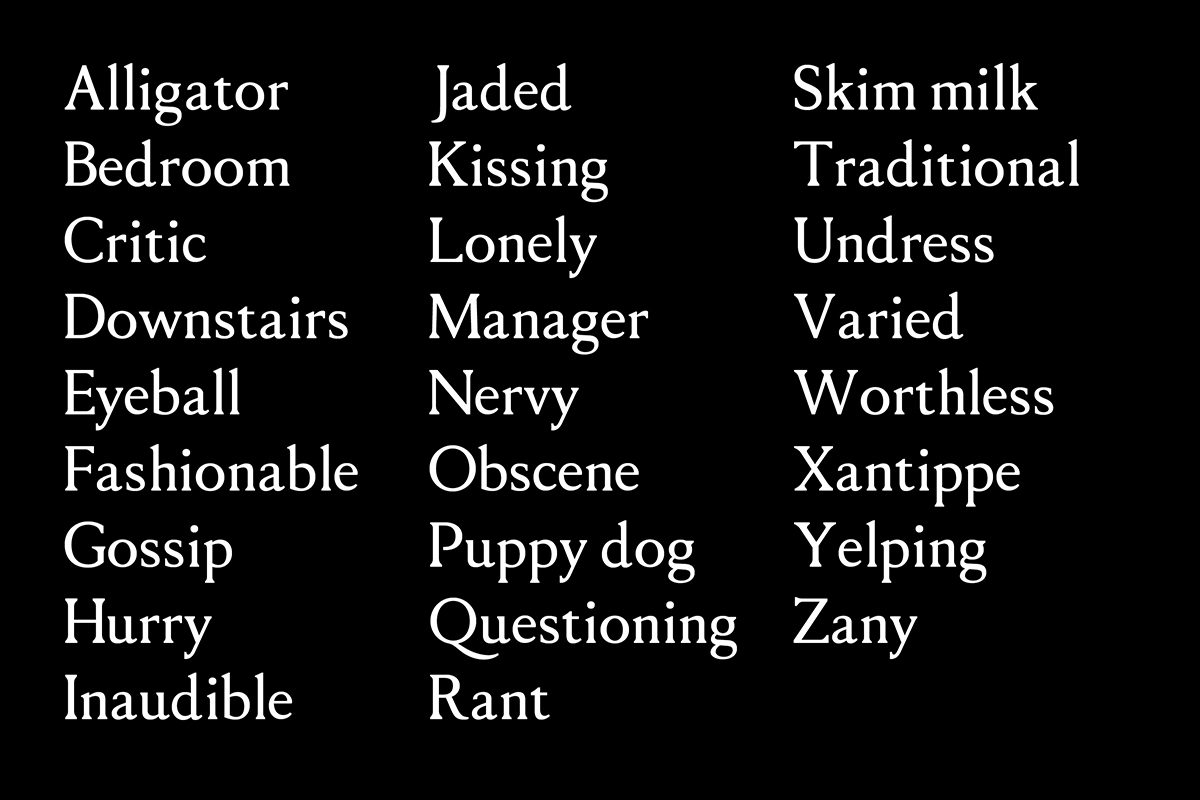 Alligator
Bedroom
Critic
Downstairs
Eyeball
Fashionable
Gossip
Hurry
Inaudible
Jaded
Kissing
Lonely
Manager
Nervy
Obscene
Puppy dog
Questioning
Rant
Skim milk
Traditional
Undress
Varied
Worthless
Xantippe
Yelping
Zany